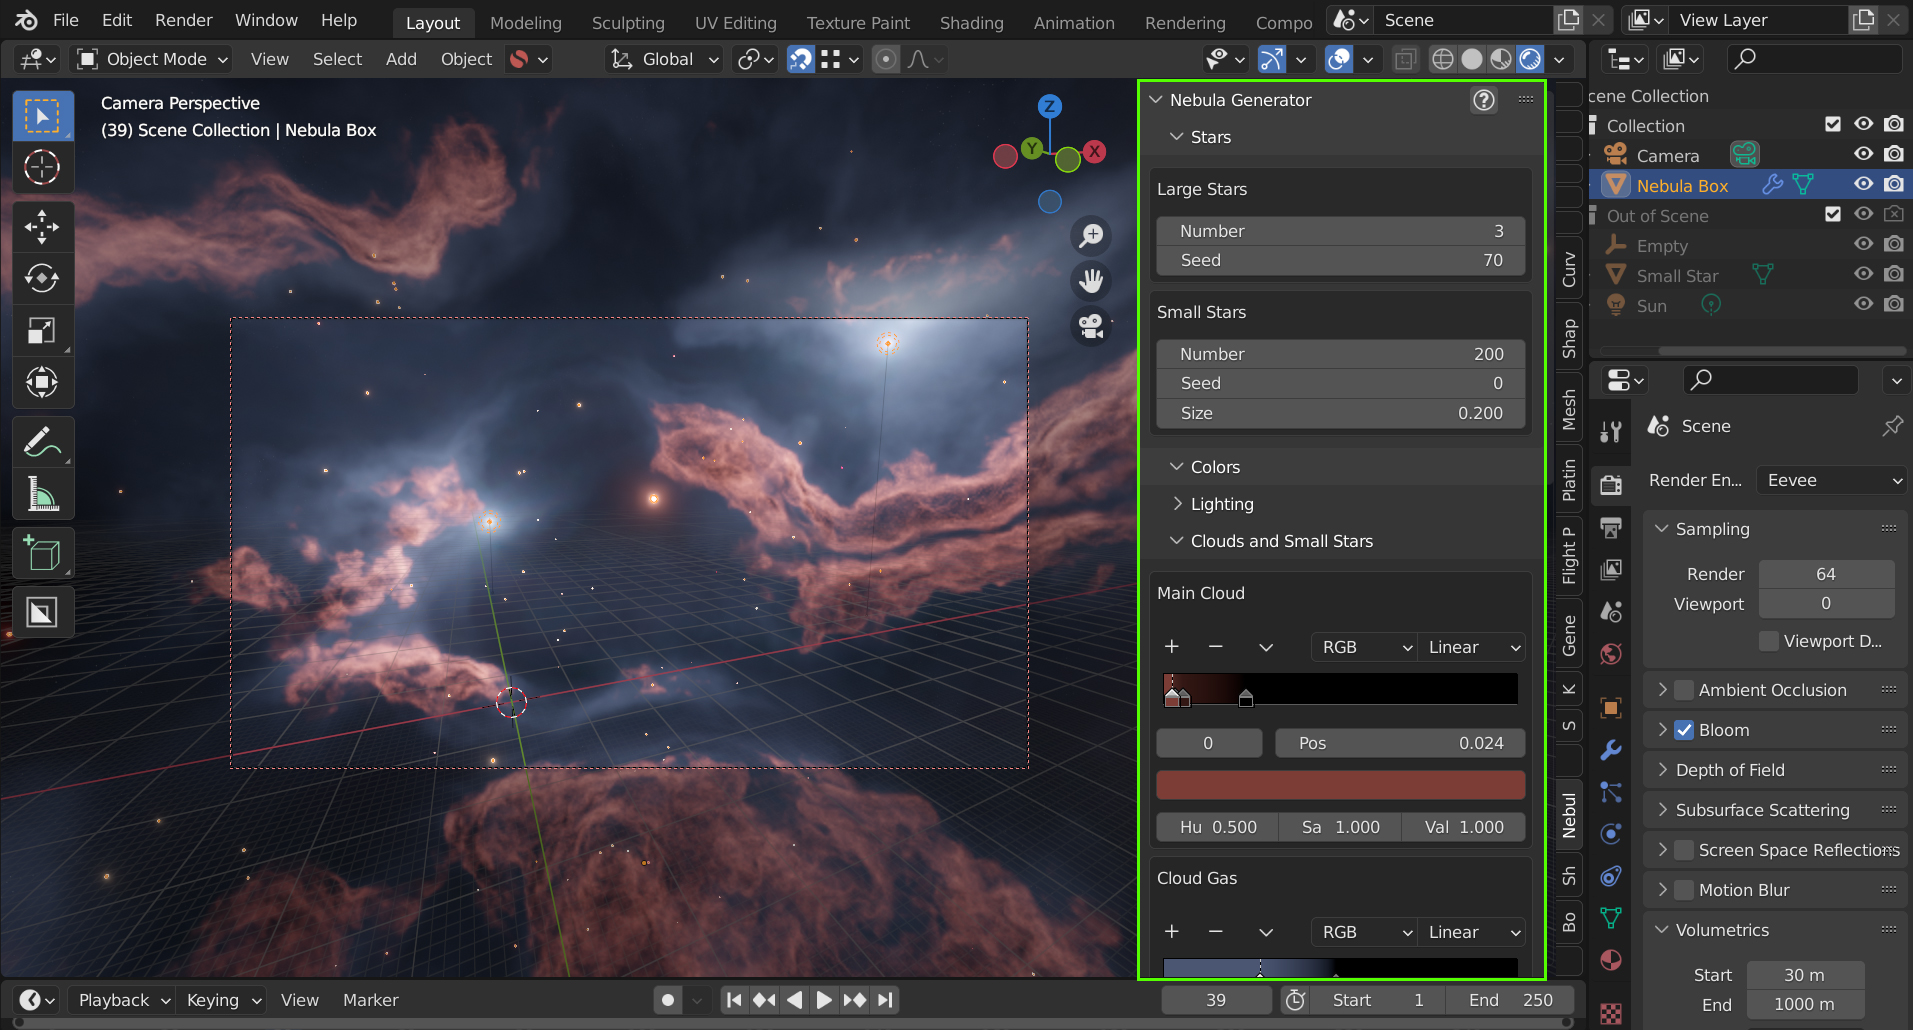 File Edit Render Window Help Layout Modeling Sculpting UV Editing Texture Paint Shading Animation Rendering Compo Scene View Layer
Object Mode View Select Add Object Global
Camera Perspective
(39) Scene Collection | Nebula Box
Z
Y
X
Nebula Generator
Stars
Large Stars
Number 3
Seed 70
Small Stars
Number 200
Seed 0
Size 0.200
Colors
Lighting
Clouds and Small Stars
Main Cloud
RGB Linear
0 Pos 0.024
Hu 0.500 Sa 1.000 Val 1.000
Cloud Gas
RGB Linear
Curv
Shap
Mesh
Platin
Flight P
Gene
K
S
Nebul
Sh
Bo
cene Collection
Collection
Camera
Nebula Box
Out of Scene
Empty
Small Star
Sun
Scene
Render En... Eevee
Sampling
Render 64
Viewport 0
Viewport D...
Ambient Occlusion
Bloom
Depth of Field
Subsurface Scattering
Screen Space Reflections
Motion Blur
Volumetrics
Start 30 m
End 1000 m
Playback Keying View Marker 39 Start 1 End 250